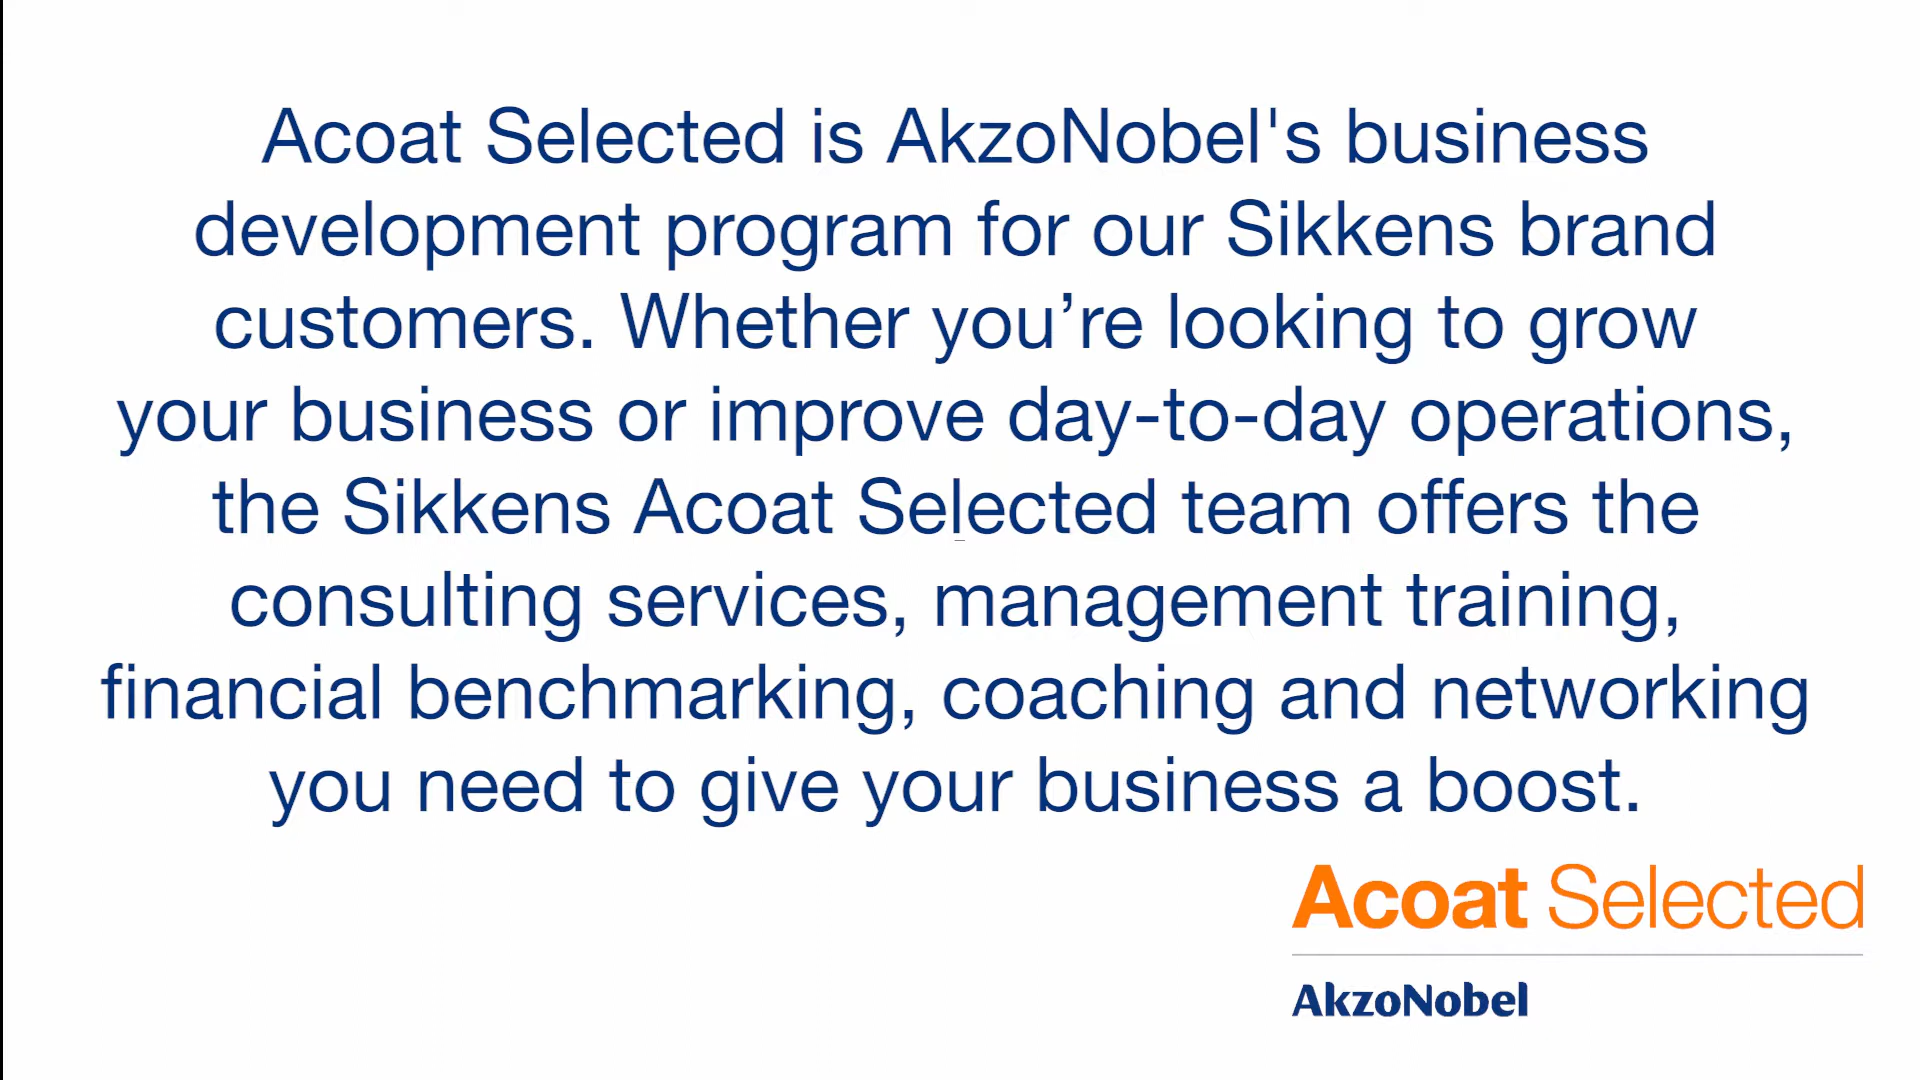 Acoat Selected is AkzoNobel's business
development program for our Sikkens brand
customers. Whether you’re looking to grow
your business or improve day-to-day operations,
the Sikkens Acoat Selected team offers the
consulting services, management training,
financial benchmarking, coaching and networking
you need to give your business a boost.
Acoat Selected
AkzoNobel